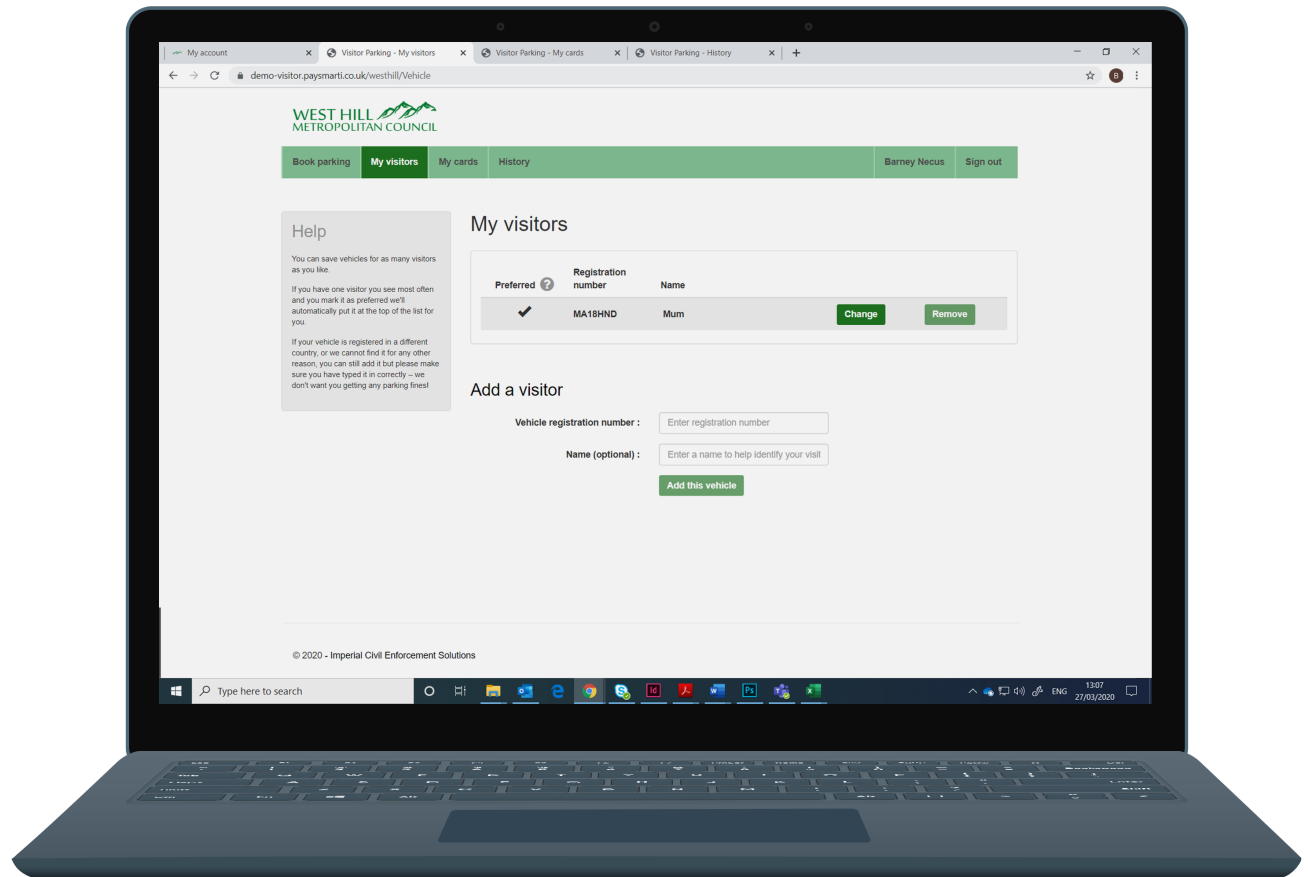 My account
Visitor Parking - My visitors
Visitor Parking - My cards
Visitor Parking - History
demo-visitor.paysmarti.co.uk/westhill/Vehicle
B
WEST HILL
METROPOLITAN COUNCIL
Book parking
My visitors
My cards
History
Barney Necus
Sign out
Help
You can save vehicles for as many visitors
as you like.
If you have one visitor you see most often
and you mark it as preferred we'll
automatically put it at the top of the list for
you.
If your vehicle is registered in a different
country, or we cannot find it for any other
reason, you can still add it but please make
sure you have typed it in correctly – we
don't want you getting any parking fines!
My visitors
Preferred ?
Registration
number
Name
MA18HND
Mum
Change
Remove
Add a visitor
Vehicle registration number :
Enter registration number
Name (optional) :
Enter a name to help identify your visit
Add this vehicle
© 2020 - Imperial Civil Enforcement Solutions
Type here to search
ENG
13:07
27/03/2020